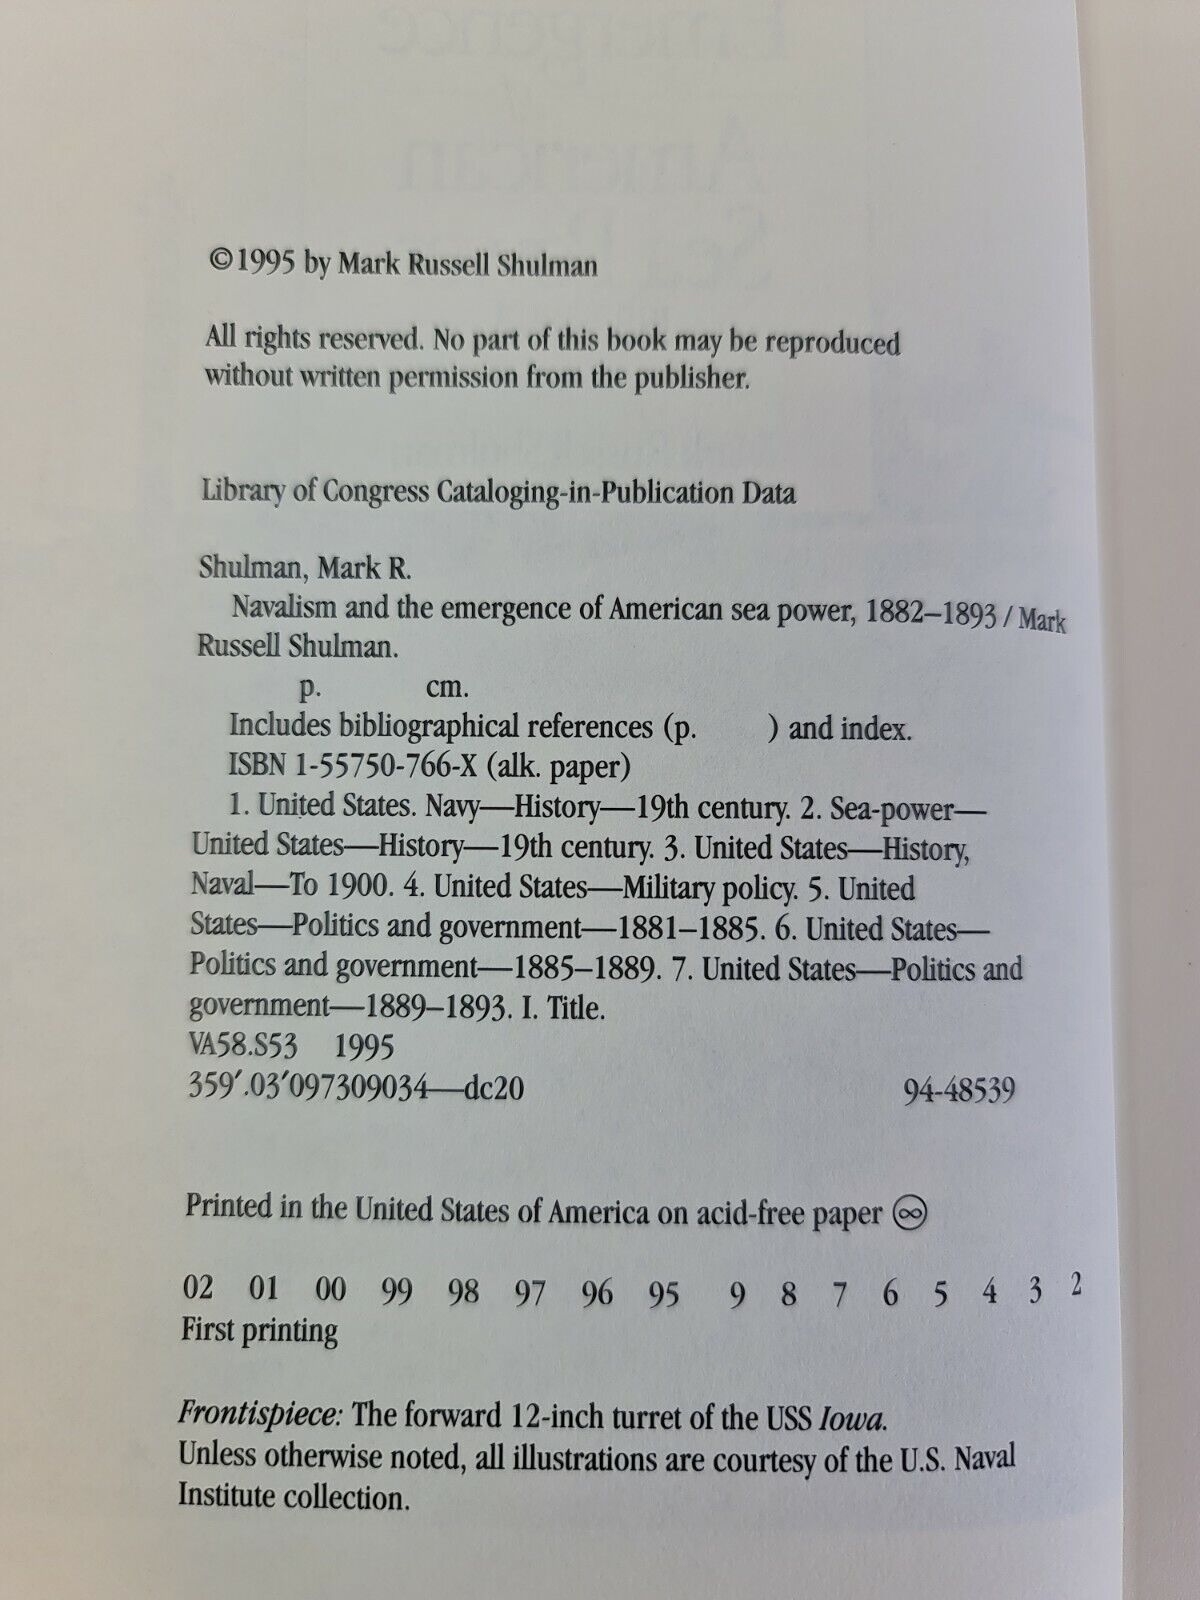 ©1995 by Mark Russell Shulman
All rights reserved. No part of this book may be reproduced
without written permission from the publisher.
Library of Congress Cataloging-in-Publication Data
Shulman, Mark R.
Navalism and the emergence of American sea power, 1882–1893 / Mark
Russell Shulman.
p. cm.
Includes bibliographical references (p. ) and index.
ISBN 1-55750-766-X (alk. paper)
1. United States. Navy—History—19th century. 2. Sea-power—
United States—History—19th century. 3. United States—History,
Naval—To 1900. 4. United States—Military policy. 5. United
States—Politics and government—1881–1885. 6. United States—
Politics and government—1885–1889. 7. United States—Politics and
government—1889–1893. I. Title.
VA58.S53 1995
359′.03′097309034—dc20 94-48539
Printed in the United States of America on acid-free paper ♾
02 01 00 99 98 97 96 95 9 8 7 6 5 4 3 2
First printing
Frontispiece: The forward 12-inch turret of the USS Iowa.
Unless otherwise noted, all illustrations are courtesy of the U.S. Naval
Institute collection.